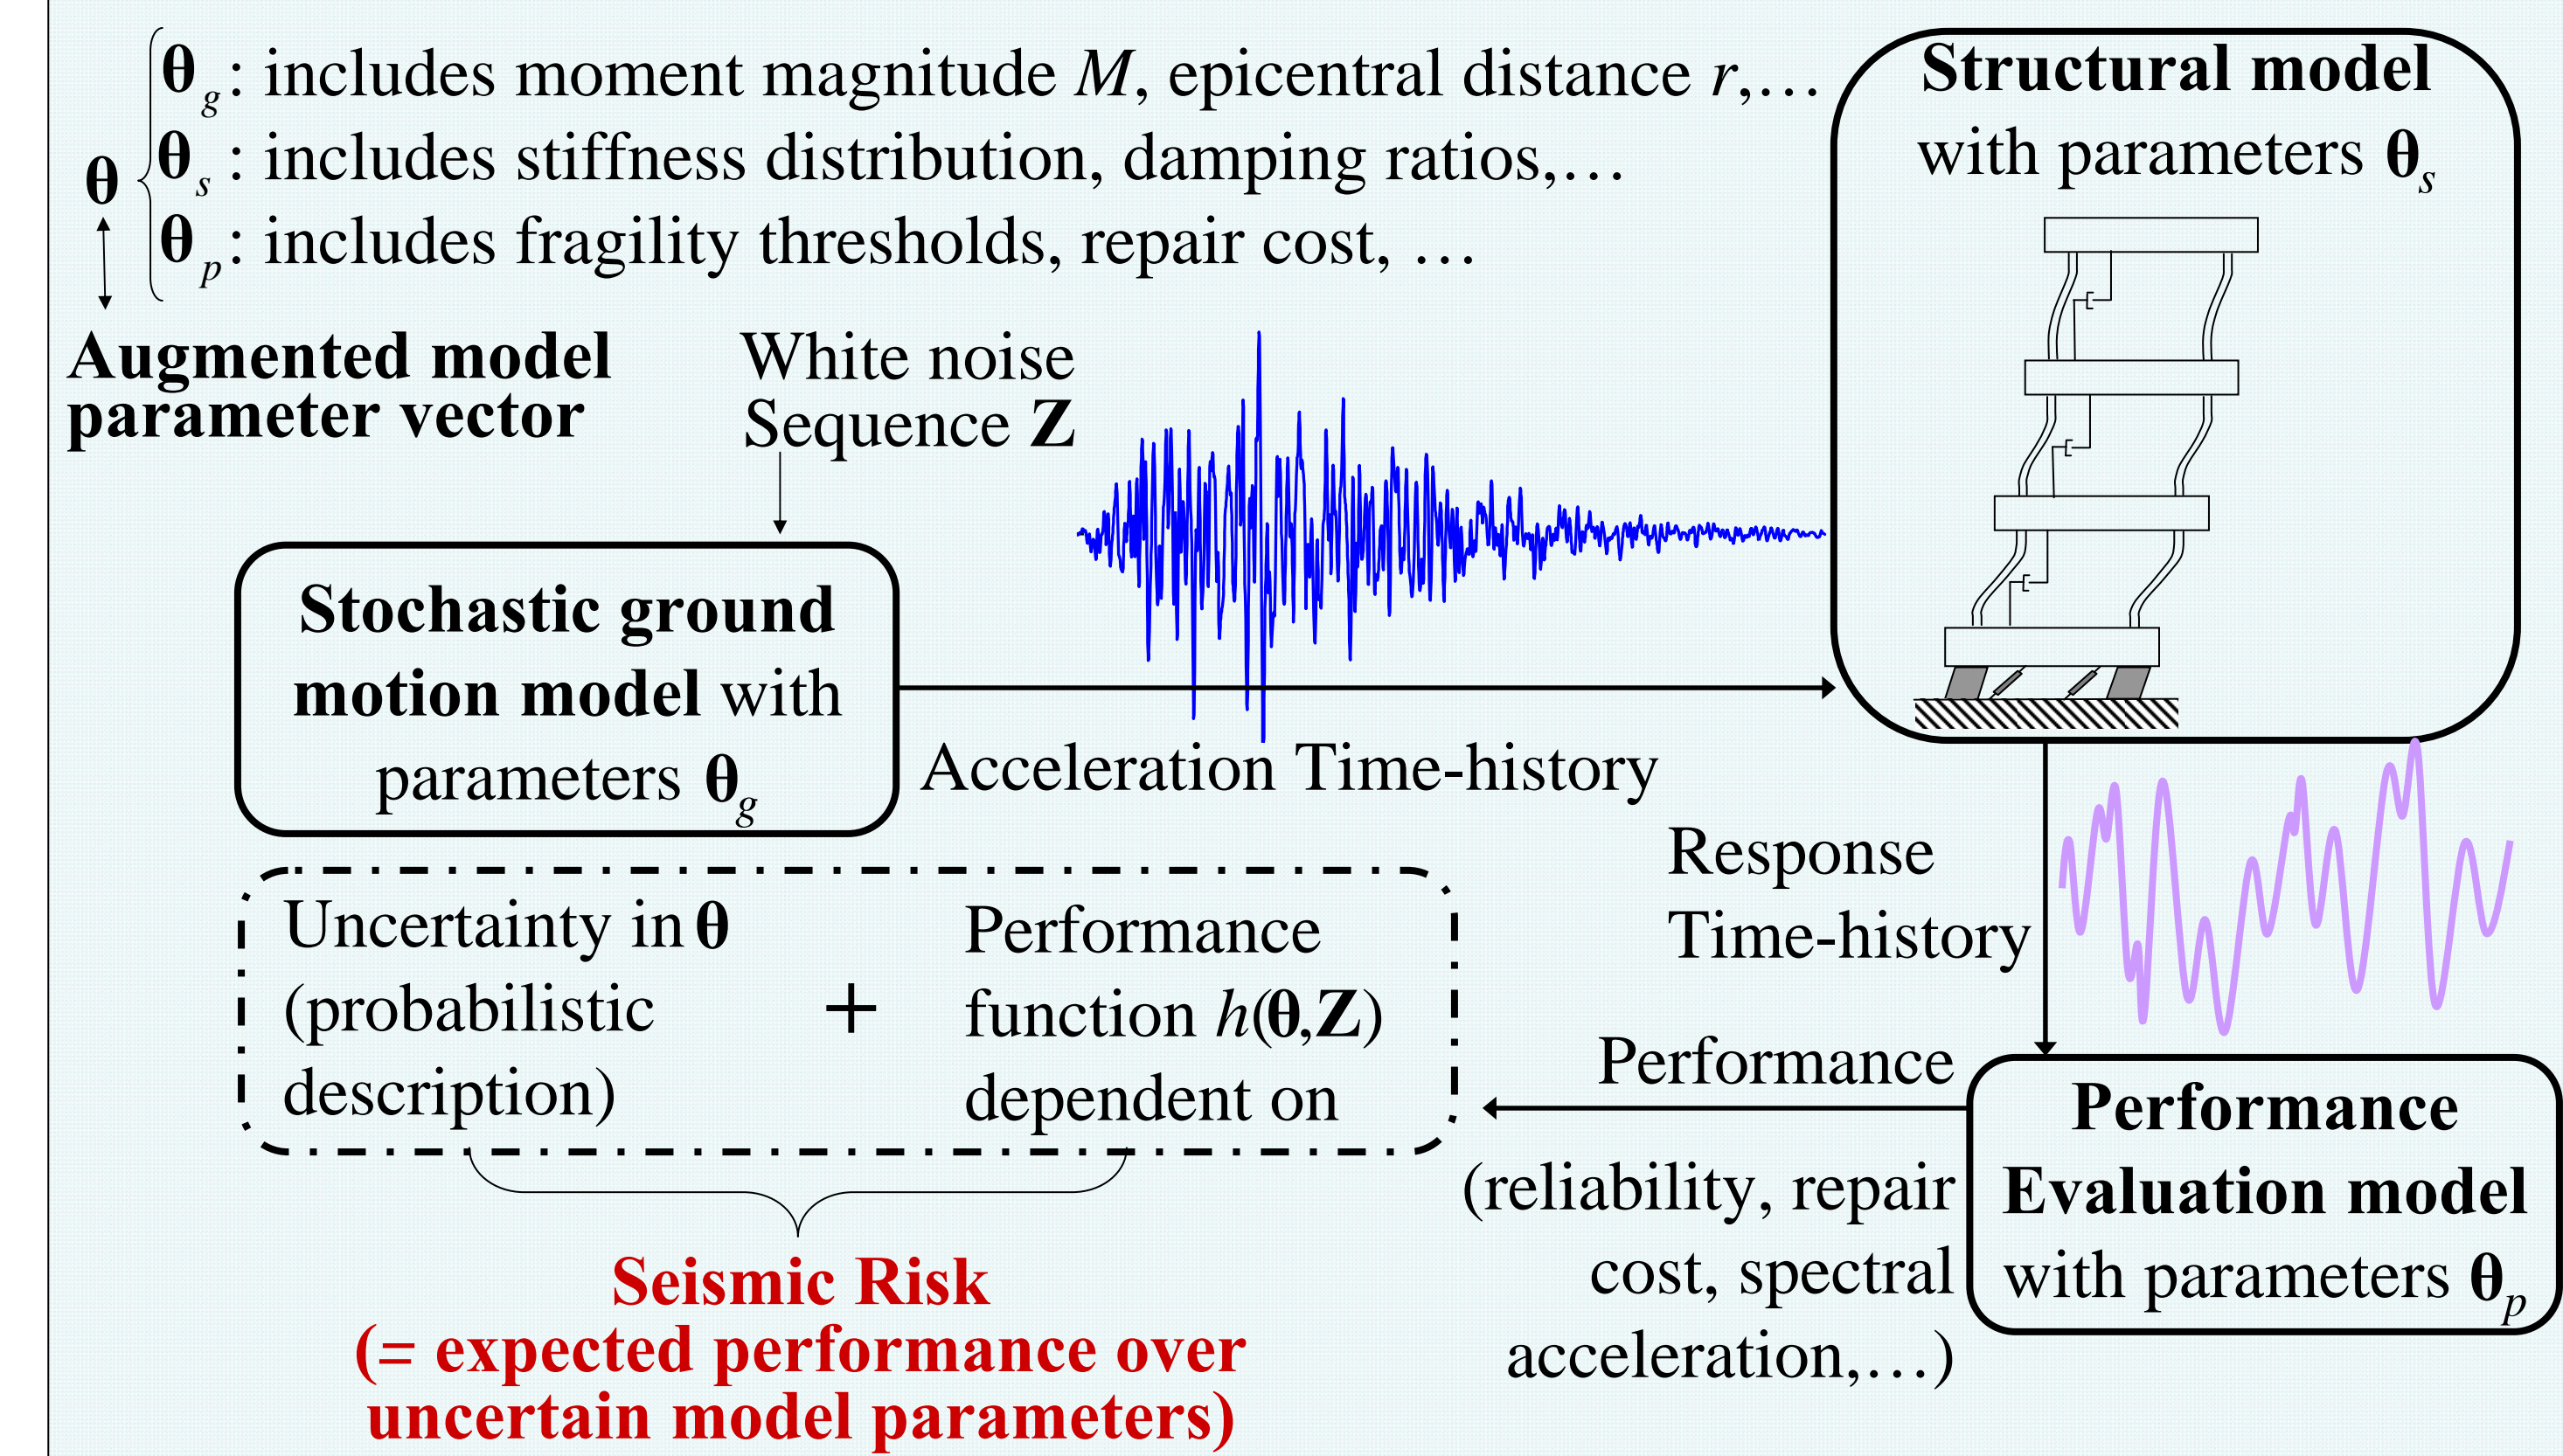 θg: includes moment magnitude M, epicentral distance r,…
θs : includes stiffness distribution, damping ratios,…
θ
θp: includes fragility thresholds, repair cost, …
Augmented model
parameter vector
White noise
Sequence Z
Structural model
with parameters θs
Stochastic ground
motion model with
parameters θg
Acceleration Time-history
Response
Time-history
Performance
Evaluation model
with parameters θp
Performance
(reliability, repair
cost, spectral
acceleration,…)
Uncertainty in θ
(probabilistic
description)
+
Performance
function h(θ,Z)
dependent on
Seismic Risk
(= expected performance over
uncertain model parameters)